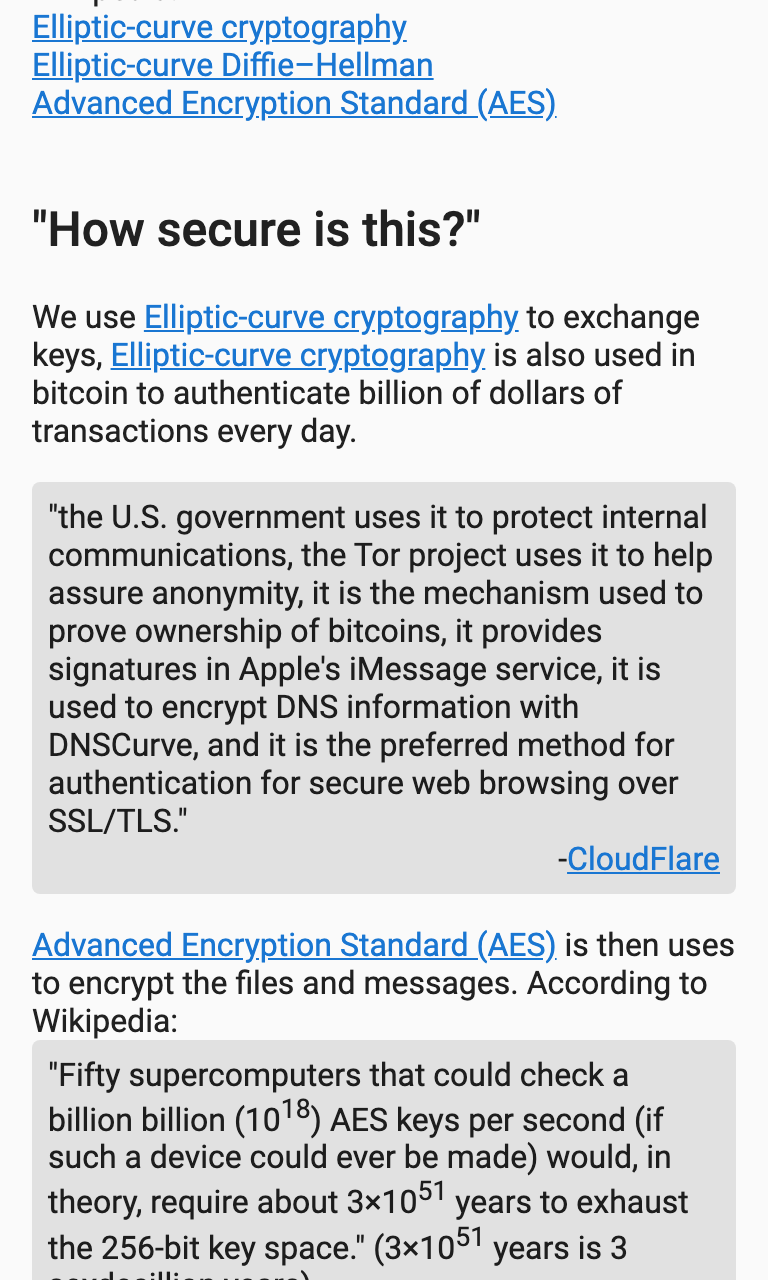 Elliptic-curve cryptography
Elliptic-curve Diffie–Hellman
Advanced Encryption Standard (AES)
"How secure is this?"
We use Elliptic-curve cryptography to exchange
keys, Elliptic-curve cryptography is also used in
bitcoin to authenticate billion of dollars of
transactions every day.
"the U.S. government uses it to protect internal
communications, the Tor project uses it to help
assure anonymity, it is the mechanism used to
prove ownership of bitcoins, it provides
signatures in Apple's iMessage service, it is
used to encrypt DNS information with
DNSCurve, and it is the preferred method for
authentication for secure web browsing over
SSL/TLS."
-CloudFlare
Advanced Encryption Standard (AES) is then uses
to encrypt the files and messages. According to
Wikipedia:
"Fifty supercomputers that could check a
billion billion (10^18) AES keys per second (if
such a device could ever be made) would, in
theory, require about 3×10^51 years to exhaust
the 256-bit key space." (3×10^51 years is 3